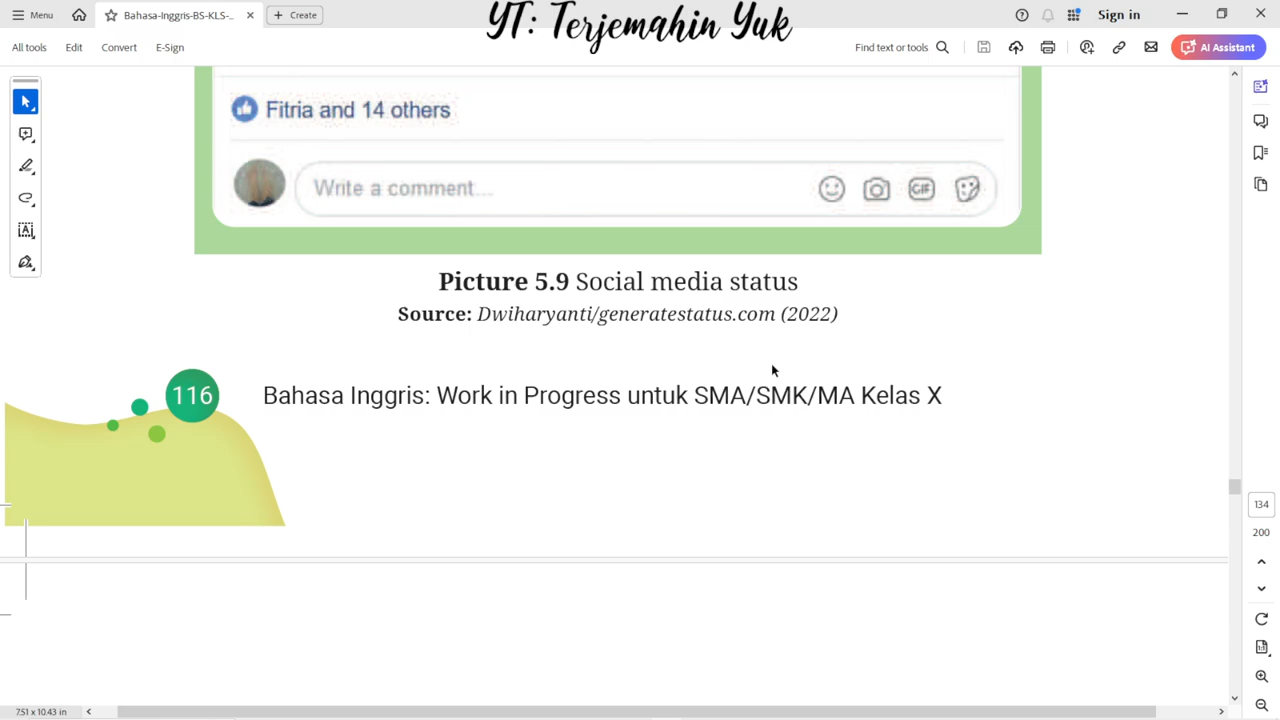 Menu
Bahasa-Inggris-BS-KLS-...
Create
YT: Terjemahin Yuk
Sign in
All tools
Edit
Convert
E-Sign
Find text or tools
AI Assistant
Fitria and 14 others
Write a comment...
GIF
Picture 5.9 Social media status
Source: Dwiharyanti/generatestatus.com (2022)
116
Bahasa Inggris: Work in Progress untuk SMA/SMK/MA Kelas X
134
200
7.51 x 10.43 in